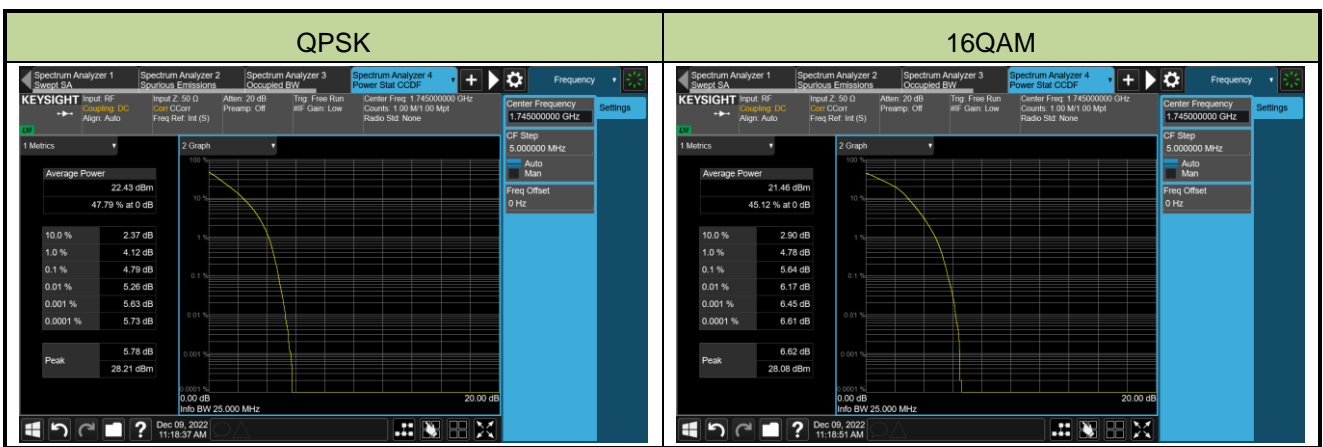 QPSK
16QAM
Spectrum Analyzer 1
Swept SA
Spectrum Analyzer 2
Spurious Emissions
Spectrum Analyzer 3
Occupied BW
Spectrum Analyzer 4
Power Stat CCDF
+
Frequency
KEYSIGHT
Input: RF
Coupling: DC
Align: Auto
Input Z: 50 Ω
Corr CCorr
Freq Ref: Int (S)
Atten: 20 dB
Preamp: Off
Trig: Free Run
#IF Gain: Low
Center Freq: 1.745000000 GHz
Counts: 1.00 M/1.00 Mpt
Radio Std: None
LXI
Center Frequency
1.745000000 GHz
Settings
CF Step
5.000000 MHz
Auto
Man
Freq Offset
0 Hz
1 Metrics
2 Graph
Average Power
22.43 dBm
47.79 % at 0 dB
10.0 % 2.37 dB
1.0 % 4.12 dB
0.1 % 4.79 dB
0.01 % 5.26 dB
0.001 % 5.63 dB
0.0001 % 5.73 dB
Peak
5.78 dB
28.21 dBm
100 %
10 %
1 %
0.1 %
0.01 %
0.001 %
0.0001 %
0.00 dB
20.00 dB
Info BW 25.000 MHz
?
Dec 09, 2022
11:18:37 AM
Spectrum Analyzer 1
Swept SA
Spectrum Analyzer 2
Spurious Emissions
Spectrum Analyzer 3
Occupied BW
Spectrum Analyzer 4
Power Stat CCDF
+
Frequency
KEYSIGHT
Input: RF
Coupling: DC
Align: Auto
Input Z: 50 Ω
Corr CCorr
Freq Ref: Int (S)
Atten: 20 dB
Preamp: Off
Trig: Free Run
#IF Gain: Low
Center Freq: 1.745000000 GHz
Counts: 1.00 M/1.00 Mpt
Radio Std: None
LXI
Center Frequency
1.745000000 GHz
Settings
CF Step
5.000000 MHz
Auto
Man
Freq Offset
0 Hz
1 Metrics
2 Graph
Average Power
21.46 dBm
45.12 % at 0 dB
10.0 % 2.90 dB
1.0 % 4.78 dB
0.1 % 5.64 dB
0.01 % 6.17 dB
0.001 % 6.45 dB
0.0001 % 6.61 dB
Peak
6.62 dB
28.08 dBm
100 %
10 %
1 %
0.1 %
0.01 %
0.001 %
0.0001 %
0.00 dB
20.00 dB
Info BW 25.000 MHz
?
Dec 09, 2022
11:18:51 AM